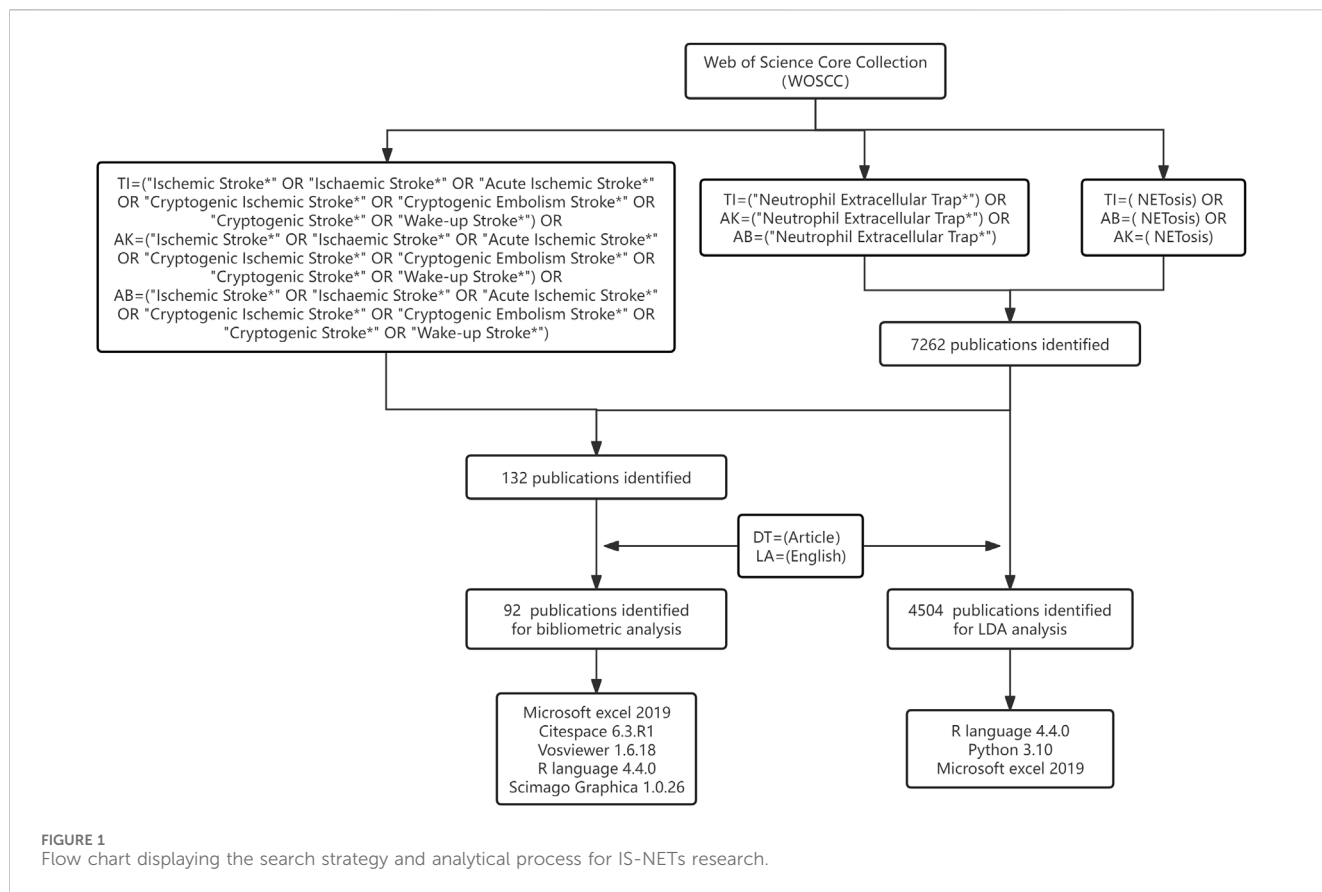 Web of Science Core Collection
(WOSCC)
TI=("Ischemic Stroke*" OR "Ischaemic Stroke*" OR "Acute Ischemic Stroke*"
OR "Cryptogenic Ischemic Stroke*" OR "Cryptogenic Embolism Stroke*" OR
"Cryptogenic Stroke*" OR "Wake-up Stroke*") OR
AK=("Ischemic Stroke*" OR "Ischaemic Stroke*" OR "Acute Ischemic Stroke*"
OR "Cryptogenic Ischemic Stroke*" OR "Cryptogenic Embolism Stroke*" OR
"Cryptogenic Stroke*" OR "Wake-up Stroke*") OR
AB=("Ischemic Stroke*" OR "Ischaemic Stroke*" OR "Acute Ischemic Stroke*"
OR "Cryptogenic Ischemic Stroke*" OR "Cryptogenic Embolism Stroke*" OR
"Cryptogenic Stroke*" OR "Wake-up Stroke*")
TI=("Neutrophil Extracellular Trap*") OR
AK=("Neutrophil Extracellular Trap*") OR
AB=("Neutrophil Extracellular Trap*")
TI=( NETosis) OR
AB=( NETosis) OR
AK=( NETosis)
7262 publications identified
132 publications identified
DT=(Article)
LA=(English)
92 publications identified
for bibliometric analysis
4504 publications identified
for LDA analysis
Microsoft excel 2019
Citespace 6.3.R1
Vosviewer 1.6.18
R language 4.4.0
Scimago Graphica 1.0.26
R language 4.4.0
Python 3.10
Microsoft excel 2019
FIGURE 1
Flow chart displaying the search strategy and analytical process for IS-NETs research.